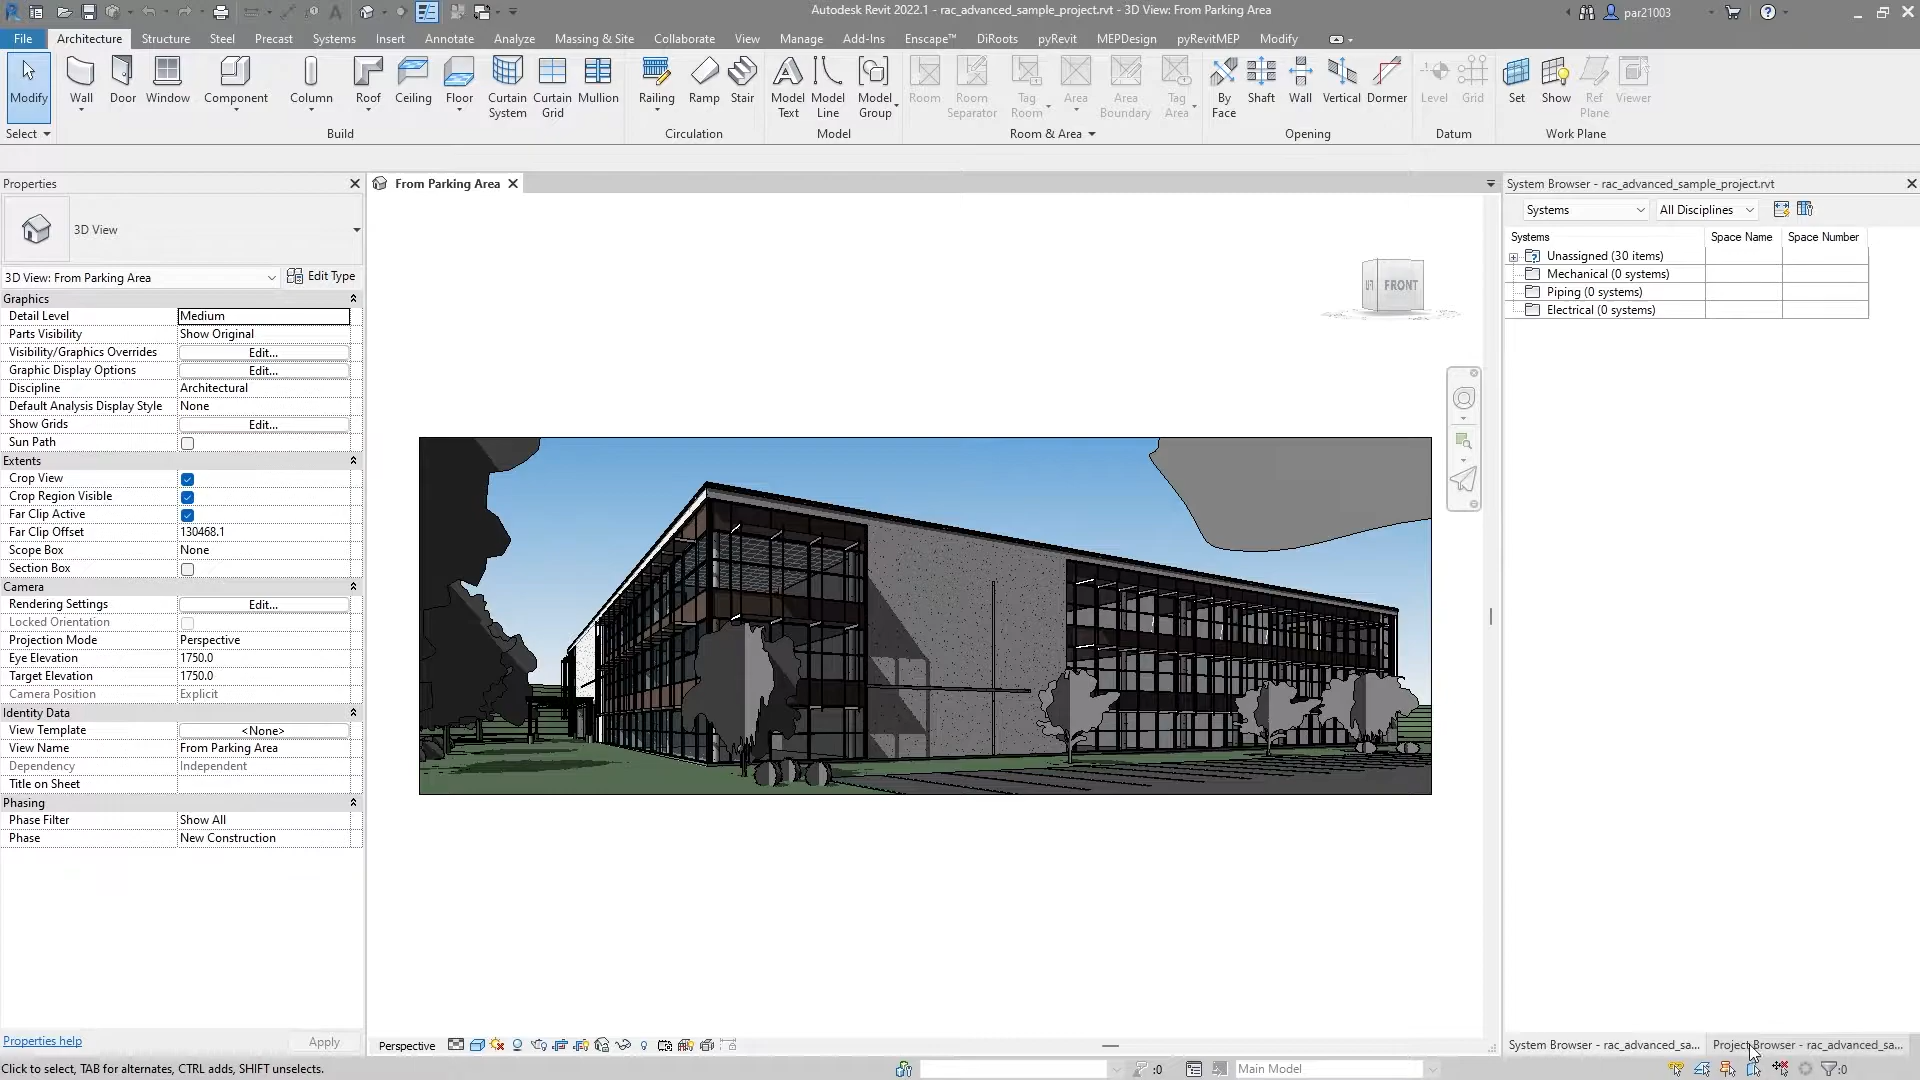 Autodesk Revit 2022.1 - rac_advanced_sample_project.rvt - 3D View: From Parking Area
par21003
File Architecture Structure Steel Precast Systems Insert Annotate Analyze Massing & Site Collaborate View Manage Add-Ins Enscape™ DiRoots pyRevit MEPDesign pyRevitMEP Modify
Modify Wall Door Window Component Column Roof Ceiling Floor Curtain System Curtain Grid Mullion Railing Ramp Stair Model Text Model Line Model Group Room Room Separator Tag Room Area Area Boundary Tag Area By Face Shaft Wall Vertical Dormer Level Grid Set Show Ref Plane Viewer
Select Build Circulation Model Room & Area Opening Datum Work Plane
Properties
3D View
3D View: From Parking Area Edit Type
Graphics
Detail Level Medium
Parts Visibility Show Original
Visibility/Graphics Overrides Edit...
Graphic Display Options Edit...
Discipline Architectural
Default Analysis Display Style None
Show Grids Edit...
Sun Path
Extents
Crop View
Crop Region Visible
Far Clip Active
Far Clip Offset 130468.1
Scope Box None
Section Box
Camera
Rendering Settings Edit...
Locked Orientation
Projection Mode Perspective
Eye Elevation 1750.0
Target Elevation 1750.0
Camera Position Explicit
Identity Data
View Template <None>
View Name From Parking Area
Dependency Independent
Title on Sheet
Phasing
Phase Filter Show All
Phase New Construction
Properties help Apply
From Parking Area
FRONT
System Browser - rac_advanced_sample_project.rvt
Systems All Disciplines
Systems Space Name Space Number
Unassigned (30 items)
Mechanical (0 systems)
Piping (0 systems)
Electrical (0 systems)
Perspective
System Browser - rac_advanced_sa... Project Browser - rac_advanced_sa...
Click to select, TAB for alternates, CTRL adds, SHIFT unselects.
:0 Main Model :0